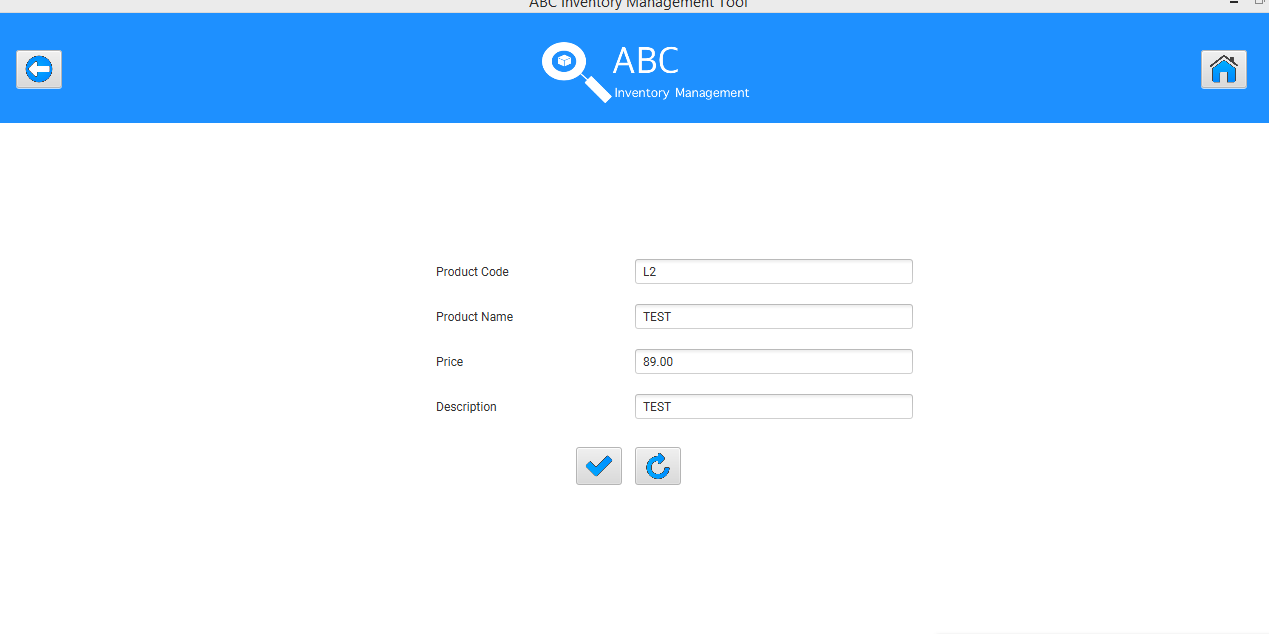 ABC Inventory Management Tool
ABC
Inventory Management
Product Code L2
Product Name TEST
Price 89.00
Description TEST